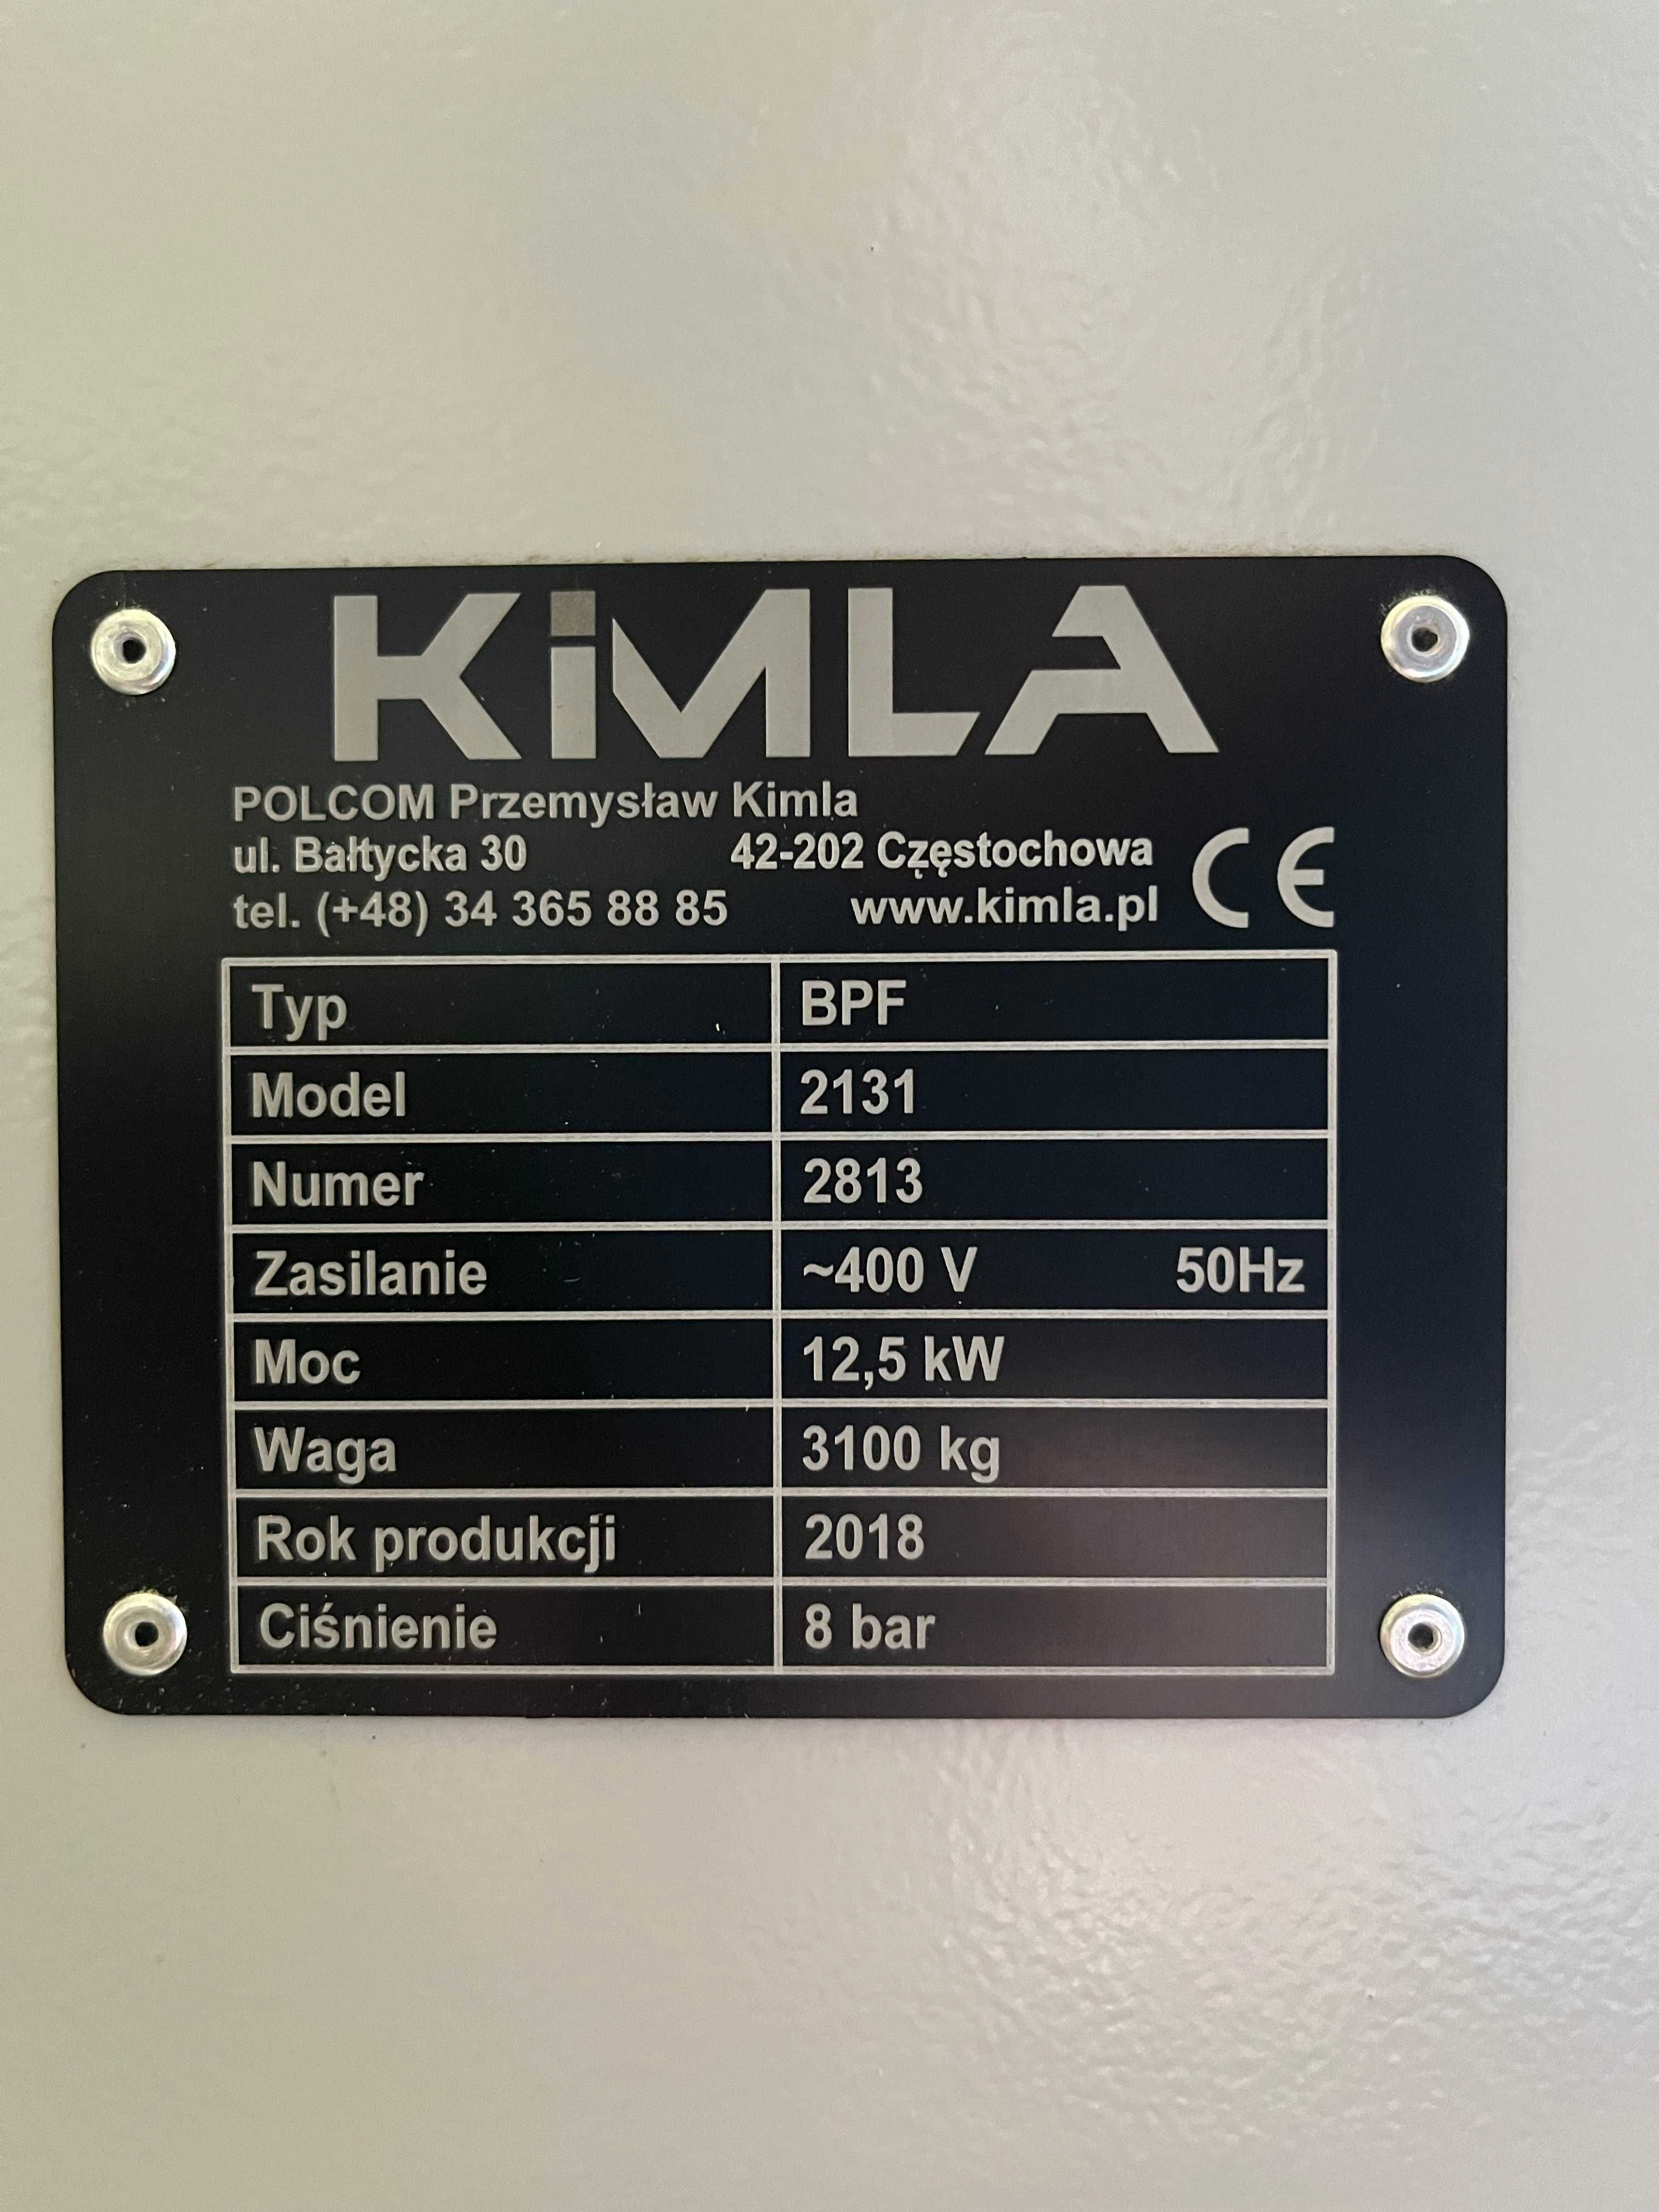 KiMLA
POLCOM Przemysław Kimla
ul. Bałtycka 30 42-202 Częstochowa CE
tel. (+48) 34 365 88 85 www.kimla.pl
Typ BPF
Model 2131
Numer 2813
Zasilanie ~400 V 50Hz
Moc 12,5 kW
Waga 3100 kg
Rok produkcji 2018
Ciśnienie 8 bar